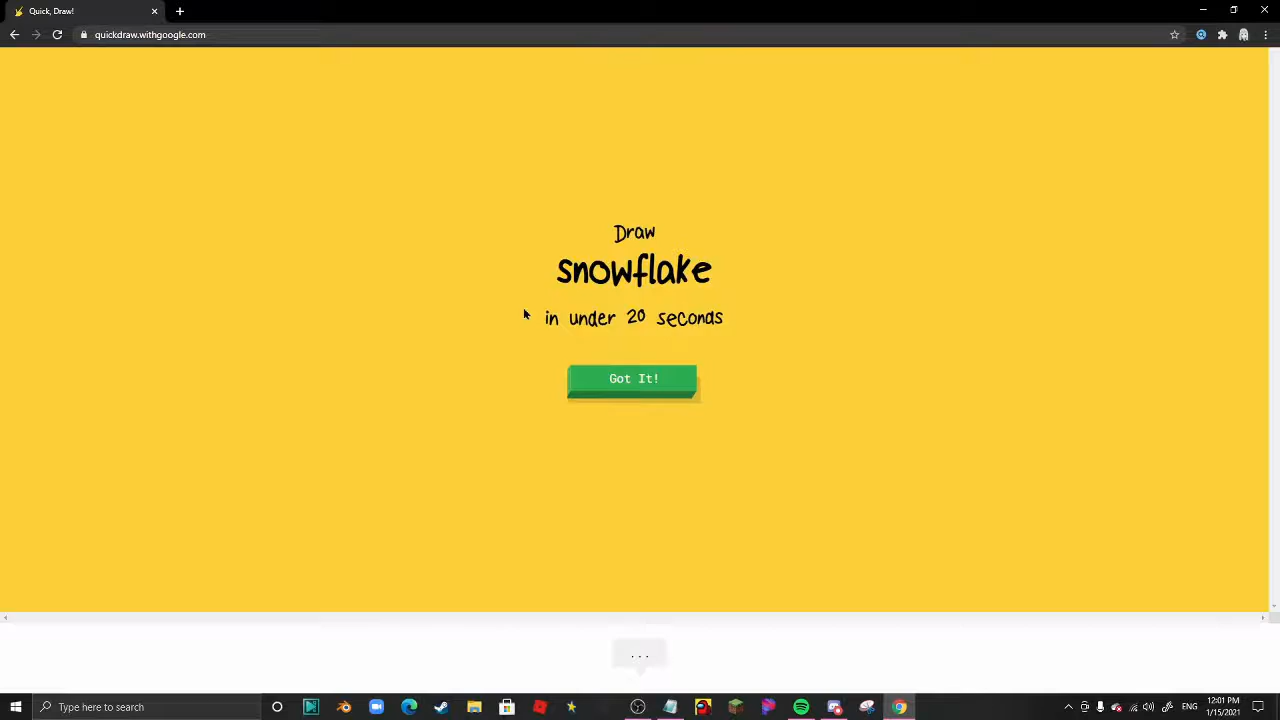 Quick, Draw!
quickdraw.withgoogle.com
Draw
snowflake
in under 20 seconds
Got It!
...
Type here to search
ENG
12:01 PM
1/15/2021